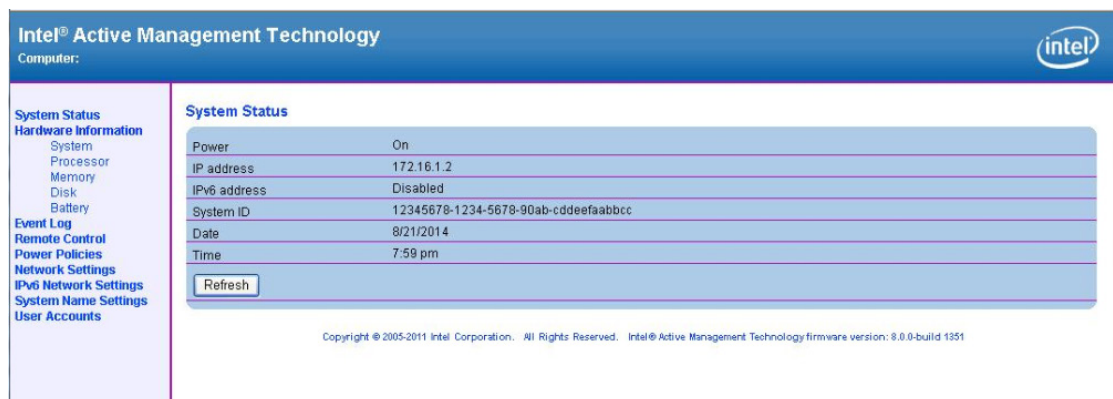 Intel® Active Management Technology
Computer:
intel
System Status
Hardware Information
System
Processor
Memory
Disk
Battery
Event Log
Remote Control
Power Policies
Network Settings
IPv6 Network Settings
System Name Settings
User Accounts
System Status
Power On
IP address 172.16.1.2
IPv6 address Disabled
System ID 12345678-1234-5678-90ab-cddeefaabbcc
Date 8/21/2014
Time 7:59 pm
Refresh
Copyright © 2005-2011 Intel Corporation. All Rights Reserved. Intel® Active Management Technology firmware version: 8.0.0-build 1351